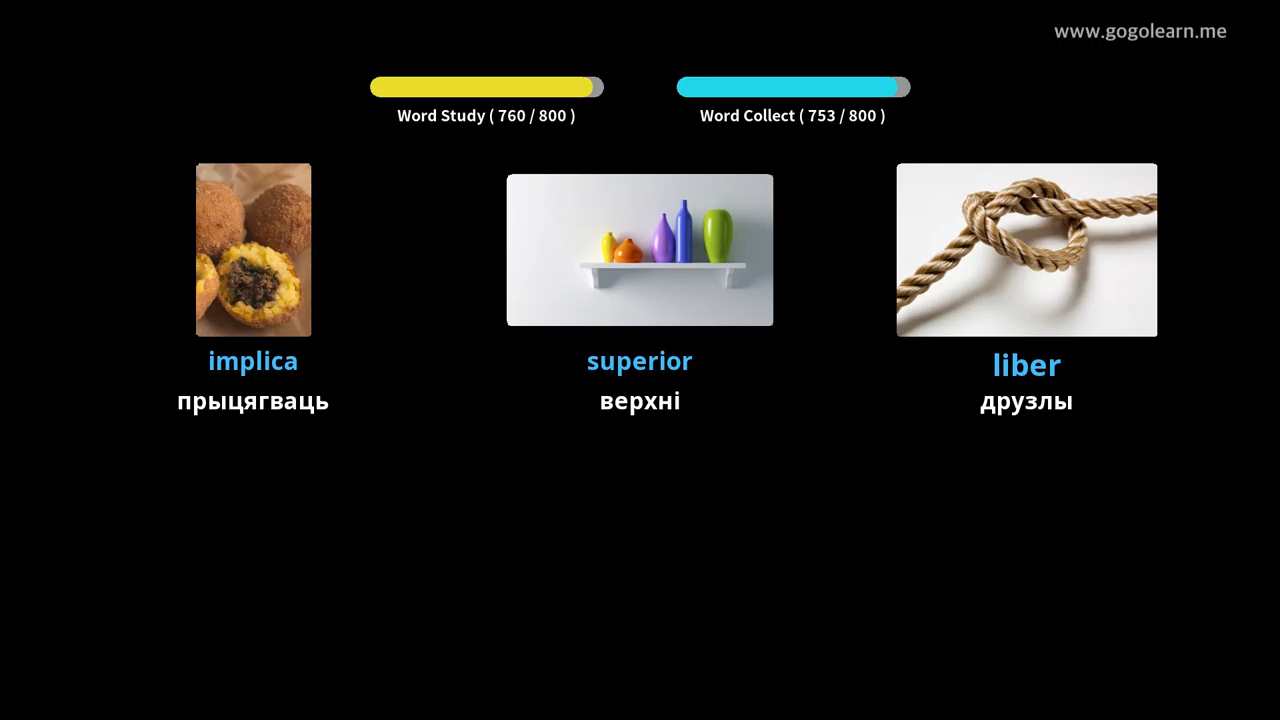 www.gogolearn.me
Word Study ( 760 / 800 )
Word Collect ( 753 / 800 )
implica
superior
liber
прыцягваць
верхні
друзлы